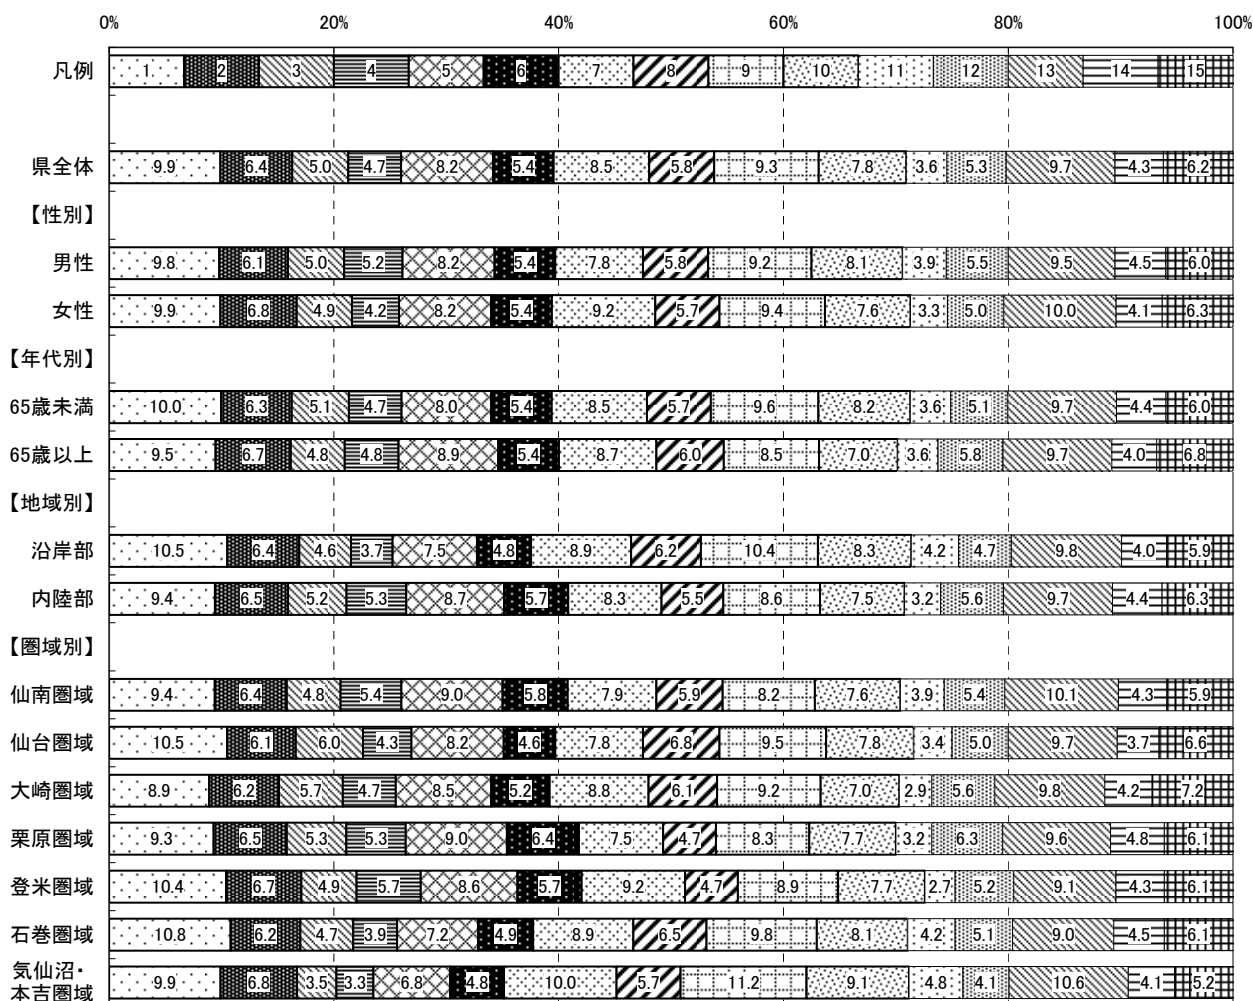 0% 20% 40% 60% 80% 100%
凡例 1 2 3 4 5 6 7 8 9 10 11 12 13 14 15
県全体 9.9 6.4 5.0 4.7 8.2 5.4 8.5 5.8 9.3 7.8 3.6 5.3 9.7 4.3 6.2
【性別】
男性 9.8 6.1 5.0 5.2 8.2 5.4 7.8 5.8 9.2 8.1 3.9 5.5 9.5 4.5 6.0
女性 9.9 6.8 4.9 4.2 8.2 5.4 9.2 5.7 9.4 7.6 3.3 5.0 10.0 4.1 6.3
【年代別】
65歳未満 10.0 6.3 5.1 4.7 8.0 5.4 8.5 5.7 9.6 8.2 3.6 5.1 9.7 4.4 6.0
65歳以上 9.5 6.7 4.8 4.8 8.9 5.4 8.7 6.0 8.5 7.0 3.6 5.8 9.7 4.0 6.8
【地域別】
沿岸部 10.5 6.4 4.6 3.7 7.5 4.8 8.9 6.2 10.4 8.3 4.2 4.7 9.8 4.0 5.9
内陸部 9.4 6.5 5.2 5.3 8.7 5.7 8.3 5.5 8.6 7.5 3.2 5.6 9.7 4.4 6.3
【圏域別】
仙南圏域 9.4 6.4 4.8 5.4 9.0 5.8 7.9 5.9 8.2 7.6 3.9 5.4 10.1 4.3 5.9
仙台圏域 10.5 6.1 6.0 4.3 8.2 4.6 7.8 6.8 9.5 7.8 3.4 5.0 9.7 3.7 6.6
大崎圏域 8.9 6.2 5.7 4.7 8.5 5.2 8.8 6.1 9.2 7.0 2.9 5.6 9.8 4.2 7.2
栗原圏域 9.3 6.5 5.3 5.3 9.0 6.4 7.5 4.7 8.3 7.7 3.2 6.3 9.6 4.8 6.1
登米圏域 10.4 6.7 4.9 5.7 8.6 5.7 9.2 4.7 8.9 7.7 2.7 5.2 9.1 4.3 6.1
石巻圏域 10.8 6.2 4.7 3.9 7.2 4.9 8.9 6.5 9.8 8.1 4.2 5.1 9.0 4.5 6.1
気仙沼・
本吉圏域 9.9 6.8 3.5 3.3 6.8 4.8 10.0 5.7 11.2 9.1 4.8 4.1 10.6 4.1 5.2